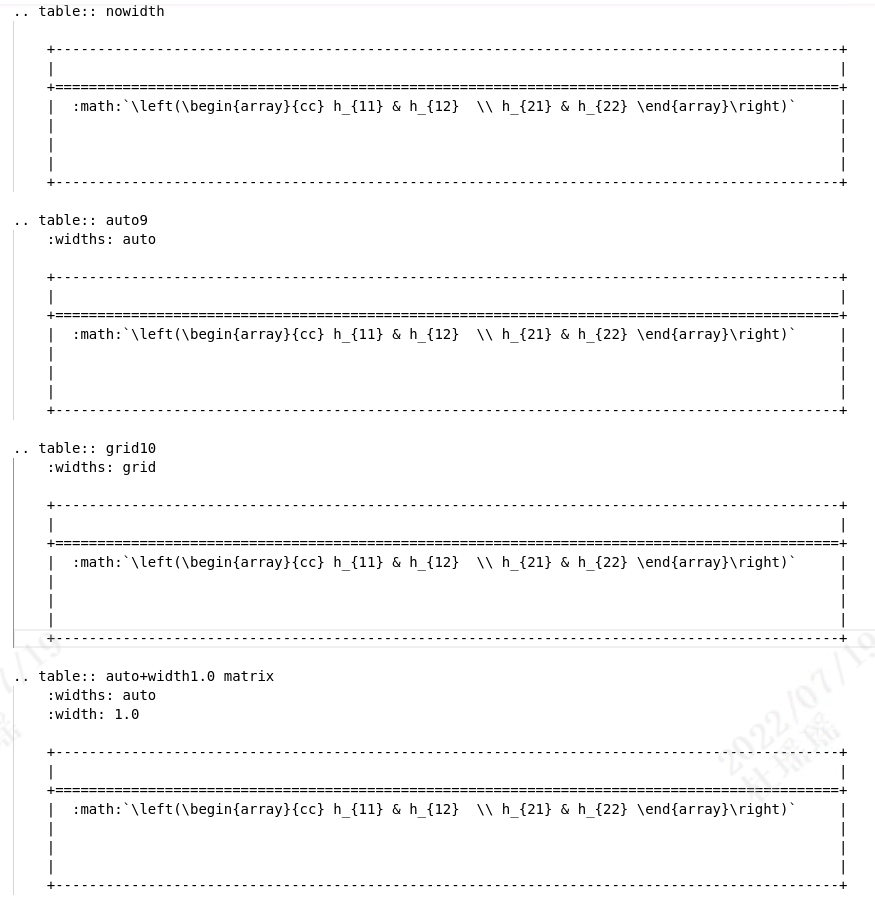 .. table:: nowidth
+---------------------------------------------------------------------------------------------+
| |
+=============================================================================================+
| :math:`\left(\begin{array}{cc} h_{11} & h_{12}  \\ h_{21} & h_{22} \end{array}\right)` |
| |
| |
| |
+---------------------------------------------------------------------------------------------+
.. table:: auto9
:widths: auto
+---------------------------------------------------------------------------------------------+
| |
+=============================================================================================+
| :math:`\left(\begin{array}{cc} h_{11} & h_{12}  \\ h_{21} & h_{22} \end{array}\right)` |
| |
| |
| |
+---------------------------------------------------------------------------------------------+
.. table:: grid10
:widths: grid
+---------------------------------------------------------------------------------------------+
| |
+=============================================================================================+
| :math:`\left(\begin{array}{cc} h_{11} & h_{12}  \\ h_{21} & h_{22} \end{array}\right)` |
| |
| |
| |
+---------------------------------------------------------------------------------------------+
7/19
.. table:: auto+width1.0 matrix
:widths: auto
:width: 1.0
2022/07/19
+---------------------------------------------------------------------------------------------+
| |
+=============================================================================================+
| :math:`\left(\begin{array}{cc} h_{11} & h_{12}  \\ h_{21} & h_{22} \end{array}\right)` |
| |
| |
| |
+---------------------------------------------------------------------------------------------+